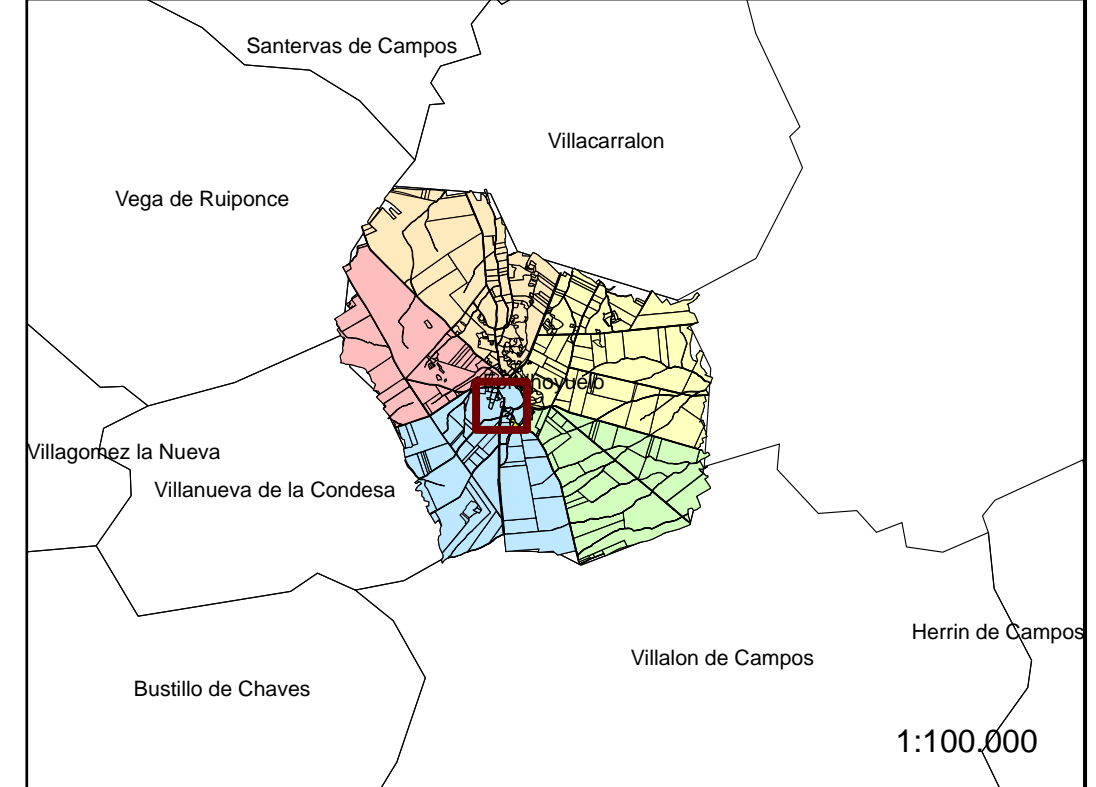 Santervas de Campos
Villacarralon
Vega de Ruiponce
Villagomez la Nueva
Villanueva de la Condesa
Herrin de Campos
Villalon de Campos
Bustillo de Chaves
1:100.000